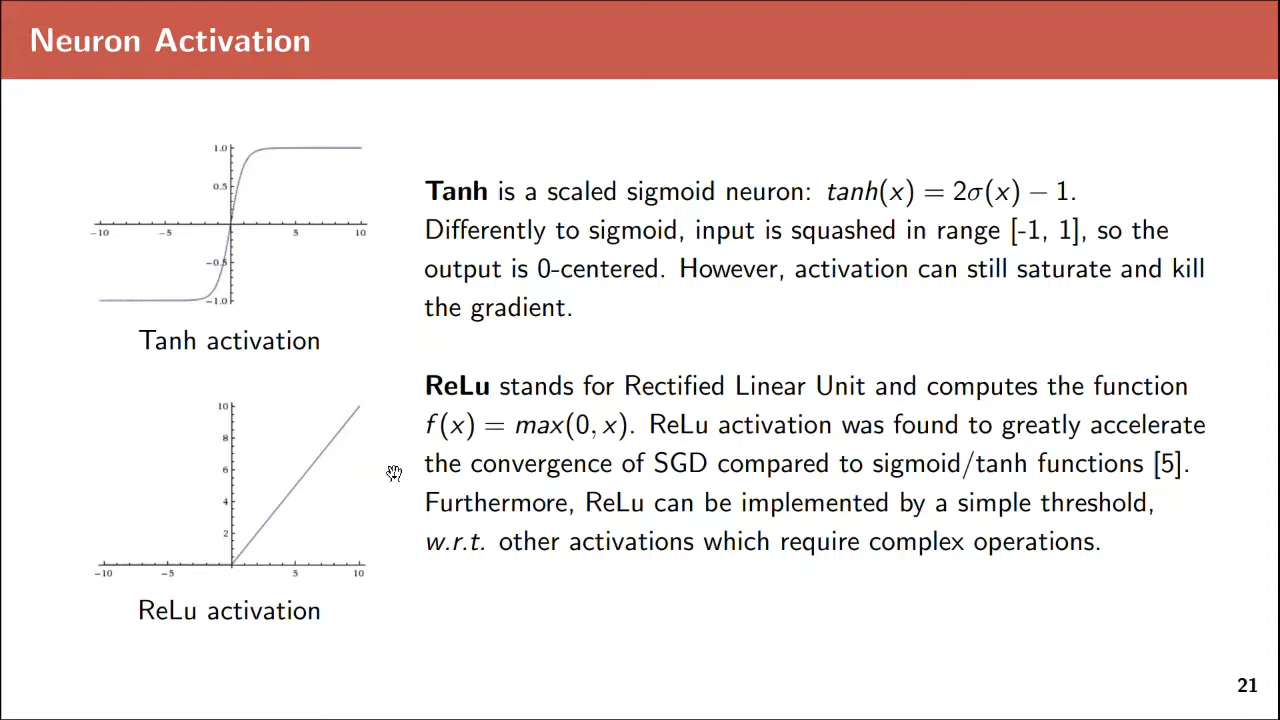 Neuron Activation
1.0
0.5
−10 −5 5 10
−0.5
−1.0
Tanh activation
10
8
6
4
2
−10 −5 5 10
ReLu activation
Tanh is a scaled sigmoid neuron: tanh(x) = 2σ(x) − 1.
Differently to sigmoid, input is squashed in range [-1, 1], so the
output is 0-centered. However, activation can still saturate and kill
the gradient.
ReLu stands for Rectified Linear Unit and computes the function
f(x) = max(0, x). ReLu activation was found to greatly accelerate
the convergence of SGD compared to sigmoid/tanh functions [5].
Furthermore, ReLu can be implemented by a simple threshold,
w.r.t. other activations which require complex operations.
21